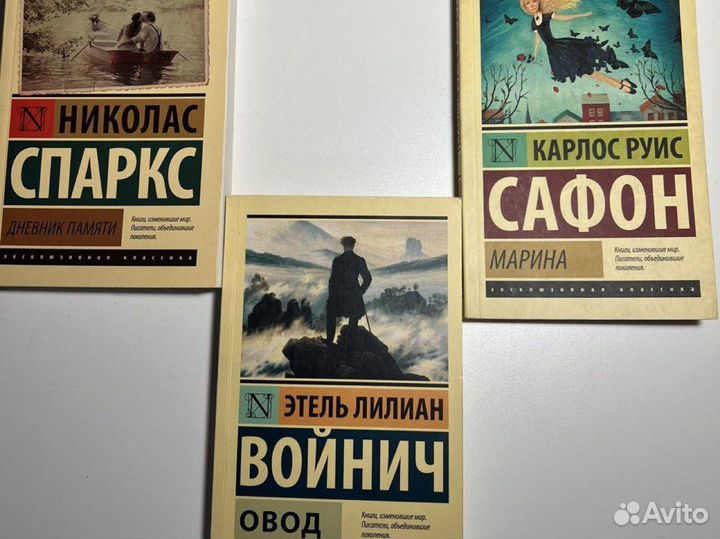 N НИКОЛАС
СПАРКС
ДНЕВНИК ПАМЯТИ
Книги, изменившие мир.
Писатели, объединившие
поколения.
ЭКСКЛЮЗИВНАЯ КЛАССИКА
N КАРЛОС РУИС
САФОН
МАРИНА
Книги, изменившие мир.
Писатели, объединившие
поколения.
ЭКСКЛЮЗИВНАЯ КЛАССИКА
N ЭТЕЛЬ ЛИЛИАН
ВОЙНИЧ
ОВОД
Книги, изменившие мир.
Писатели, объединившие
поколения.
Avito